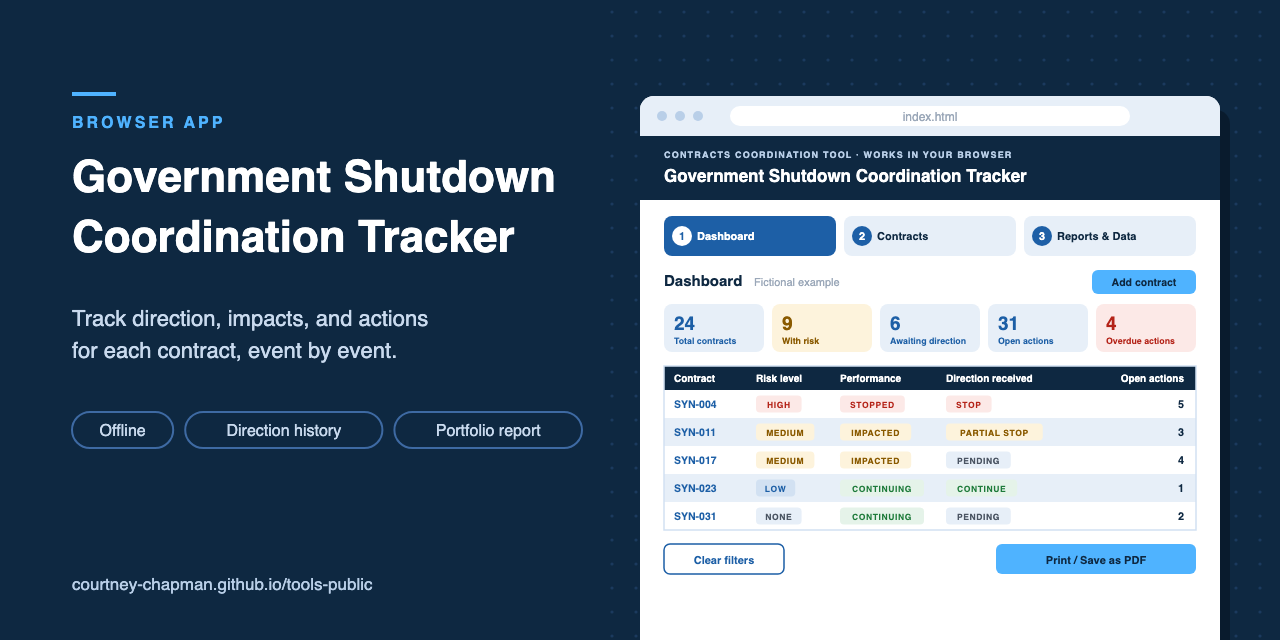 BROWSER APP
Government Shutdown
Coordination Tracker
Track direction, impacts, and actions
for each contract, event by event.
Offline
Direction history
Portfolio report
courtney-chapman.github.io/tools-public
index.html
CONTRACTS COORDINATION TOOL · WORKS IN YOUR BROWSER
Government Shutdown Coordination Tracker
1 Dashboard
2 Contracts
3 Reports & Data
Dashboard Fictional example
Add contract
24
Total contracts
9
With risk
6
Awaiting direction
31
Open actions
4
Overdue actions
Contract Risk level Performance Direction received Open actions
SYN-004 HIGH STOPPED STOP 5
SYN-011 MEDIUM IMPACTED PARTIAL STOP 3
SYN-017 MEDIUM IMPACTED PENDING 4
SYN-023 LOW CONTINUING CONTINUE 1
SYN-031 NONE CONTINUING PENDING 2
Clear filters
Print / Save as PDF